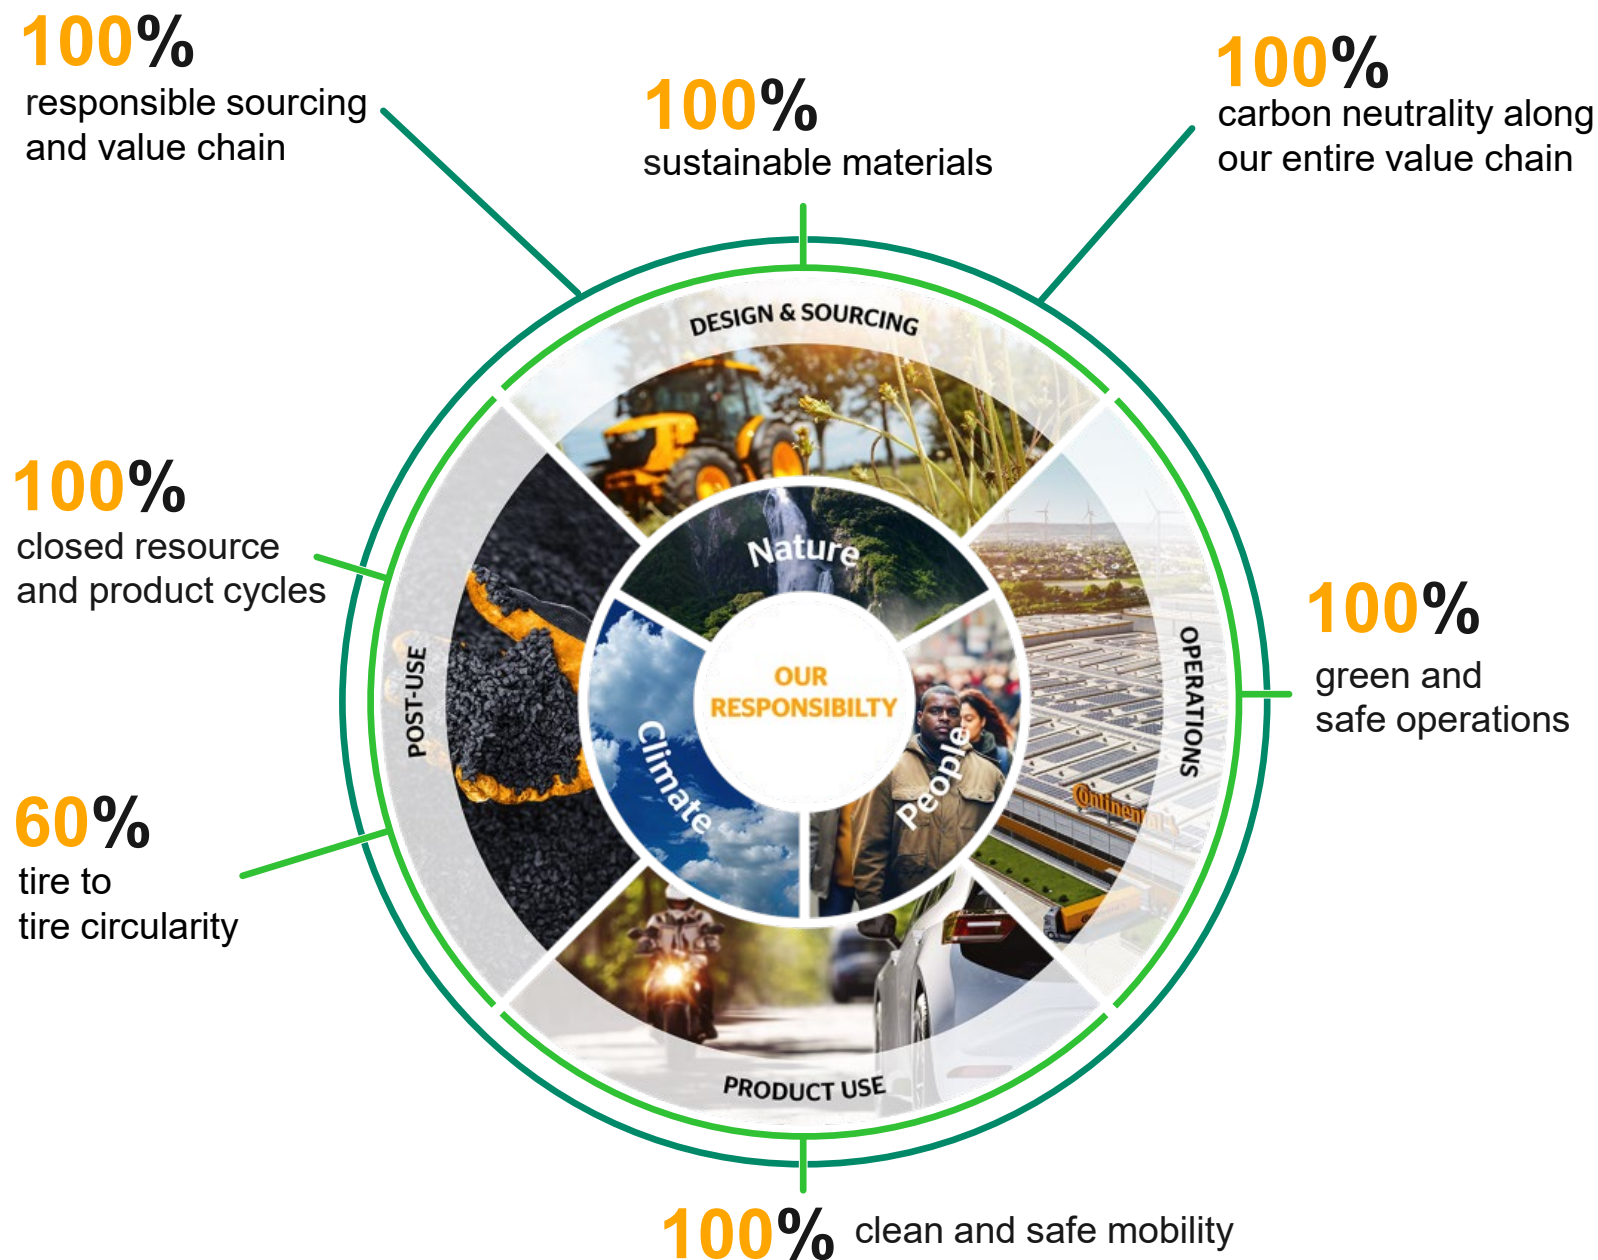 100%
responsible sourcing
and value chain
100%
sustainable materials
100%
carbon neutrality along
our entire value chain
DESIGN & SOURCING
100%
closed resource
and product cycles
Nature
OUR
RESPONSIBILTY
Climate
People
POST-USE
OPERATIONS
Continental
100%
green and
safe operations
60%
tire to
tire circularity
PRODUCT USE
100% clean and safe mobility